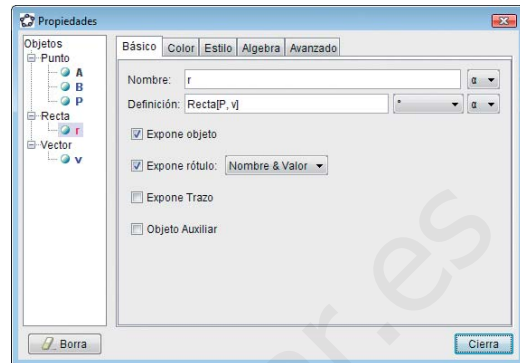 Propiedades
Objetos
Punto
A
B
P
Recta
r
Vector
v
Básico Color Estilo Algebra Avanzado
Nombre: r α
Definición: Recta[P, v] ° α
Expone objeto
Expone rótulo: Nombre & Valor
Expone Trazo
Objeto Auxiliar
Borra
Cierra